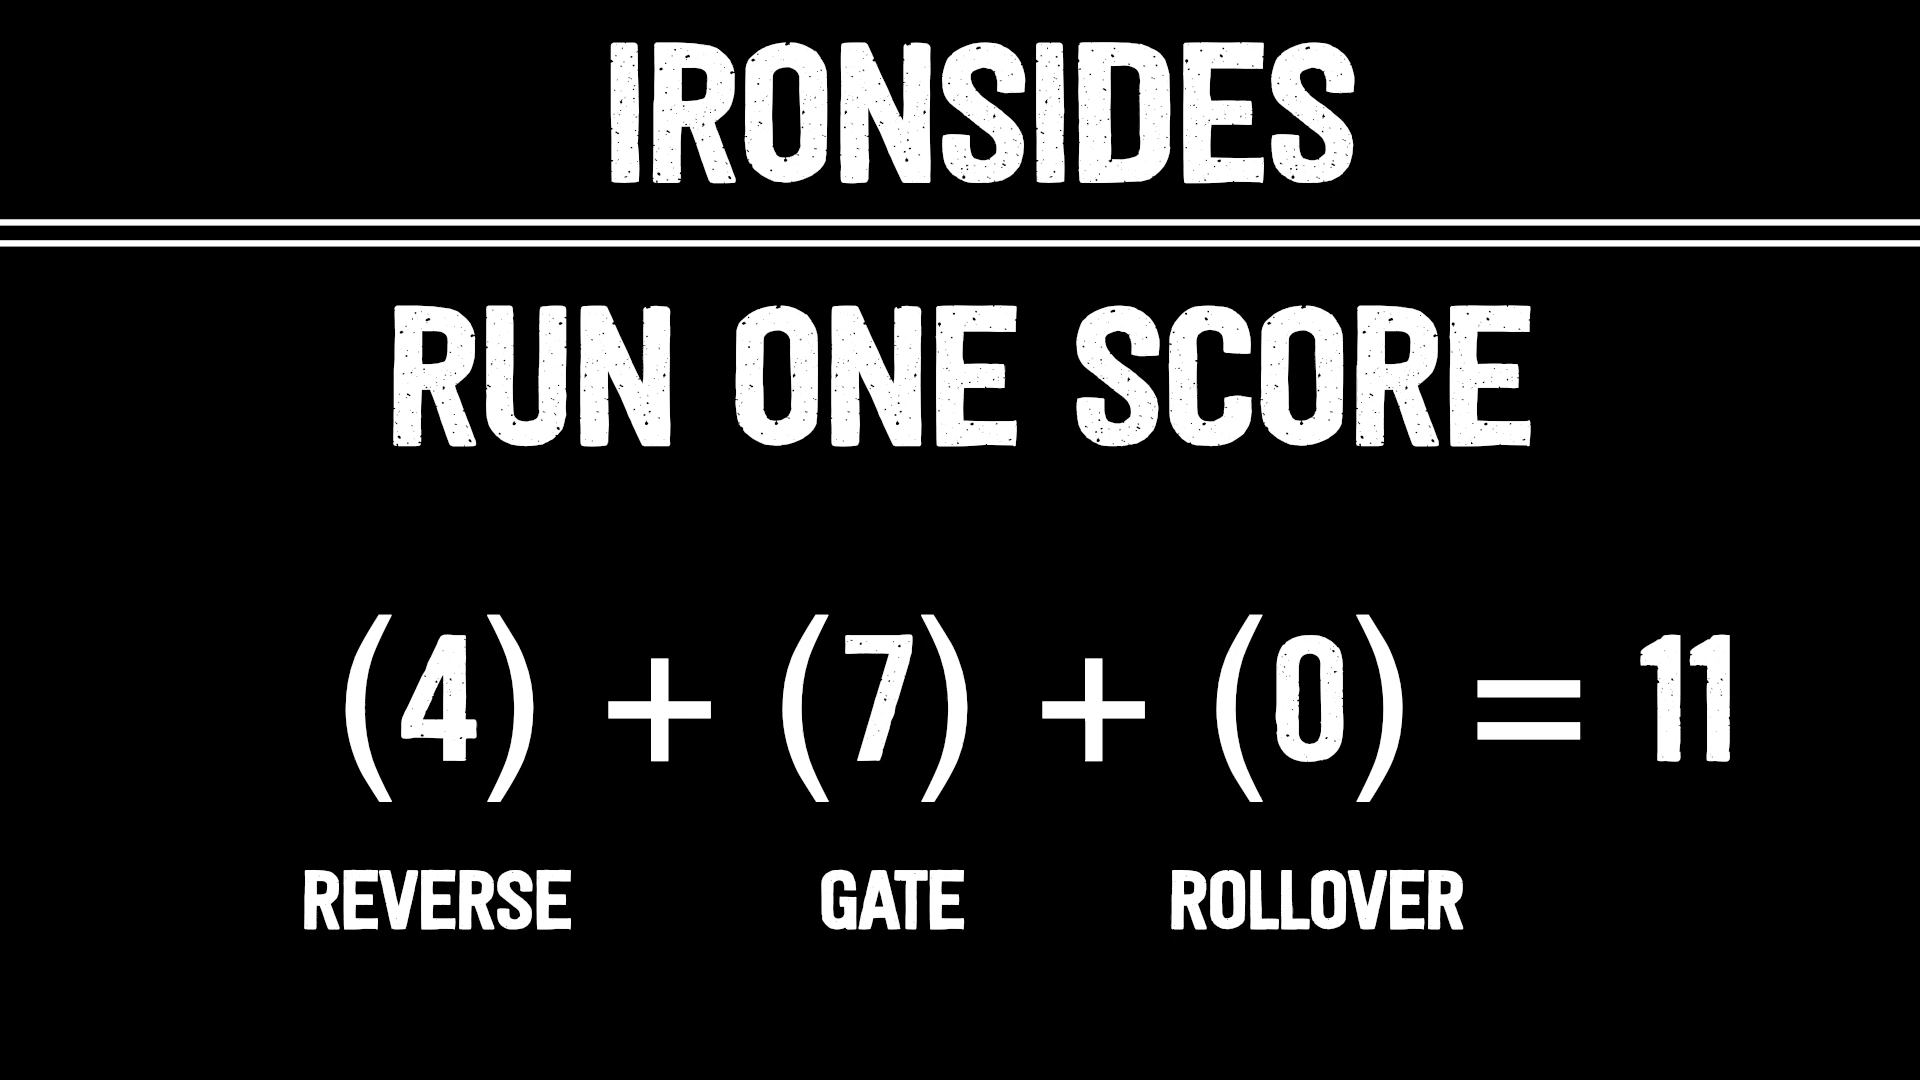 IRONSIDES
RUN ONE SCORE
(4) + (7) + (0) = 11
REVERSE GATE ROLLOVER